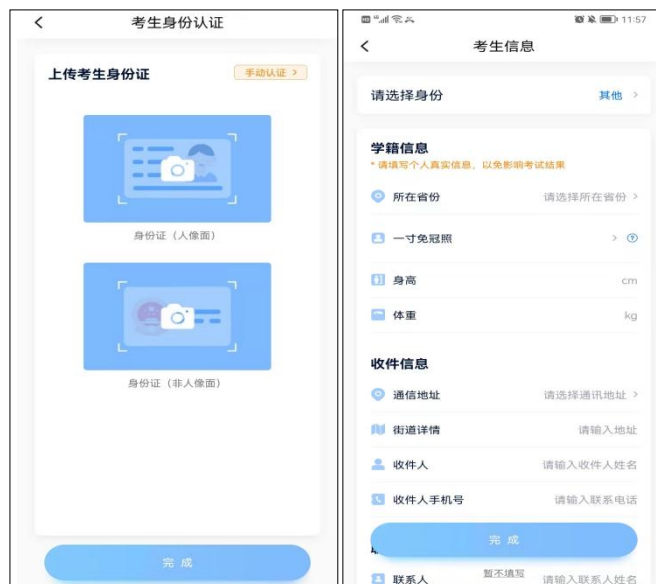 考生身份认证
上传考生身份证
手动认证 >
身份证（人像面）
身份证（非人像面）
完成
11:57
考生信息
请选择身份
其他 >
学籍信息
* 请填写个人真实信息，以免影响考试结果
所在省份
请选择所在省份 >
一寸免冠照
> ?
身高
cm
体重
kg
收件信息
通信地址
请选择通讯地址 >
街道详情
请输入地址
收件人
请输入收件人姓名
收件人手机号
请输入联系电话
完成
联系人
暂不填写
请输入联系人姓名